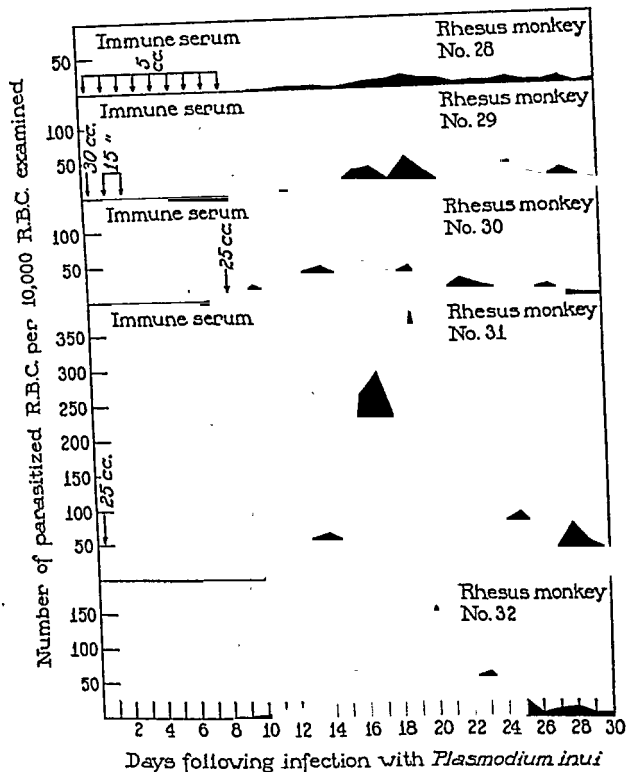 Number of parasitized R.B.C. per 10,000 R.B.C. examined
Immune serum
5 cc.
Rhesus monkey
No. 28
50
Immune serum
30 cc.
15 "
Rhesus monkey
No. 29
100
50
Immune serum
25 cc.
Rhesus monkey
No. 30
100
50
Immune serum
25 cc.
Rhesus monkey
No. 31
350
300
250
200
150
100
50
Rhesus monkey
No. 32
150
100
50
2 4 6 8 10 12 14 16 18 20 22 24 26 28 30
Days following infection with Plasmodium inui